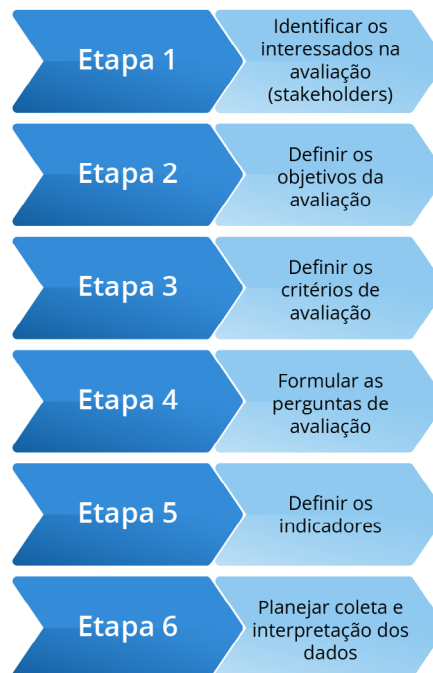 Etapa 1
Identificar os
interessados na
avaliação
(stakeholders)
Etapa 2
Definir os
objetivos da
avaliação
Etapa 3
Definir os
critérios de
avaliação
Etapa 4
Formular as
perguntas de
avaliação
Etapa 5
Definir os
indicadores
Etapa 6
Planejar coleta e
interpretação dos
dados